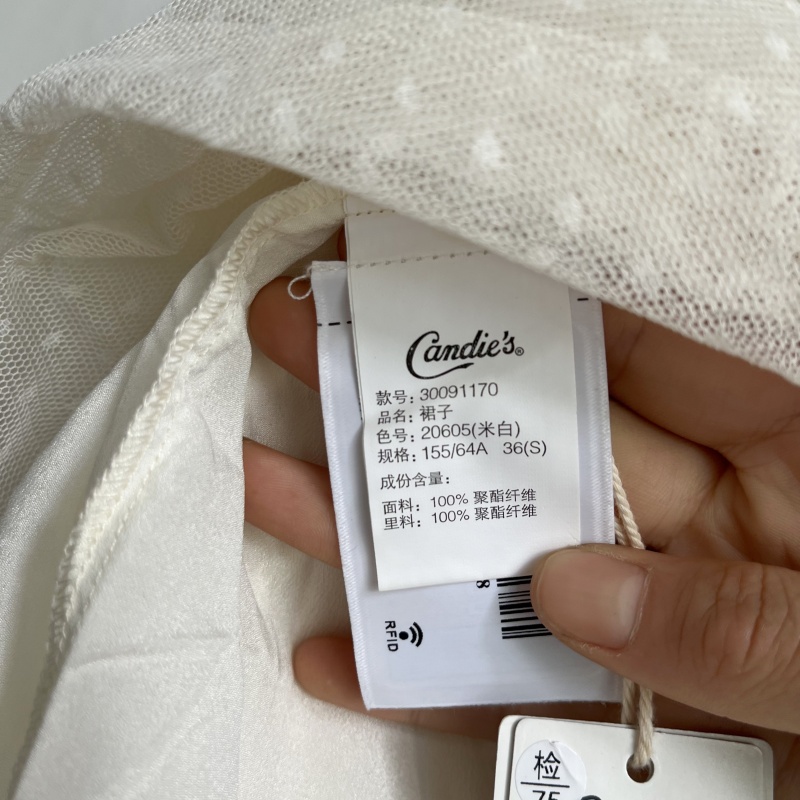 Candie's®
款号: 30091170
品名: 裙子
色号: 20605(米白)
规格: 155/64A 36(S)
成份含量:
面料: 100% 聚酯纤维
里料: 100% 聚酯纤维
8
RFID
检
75